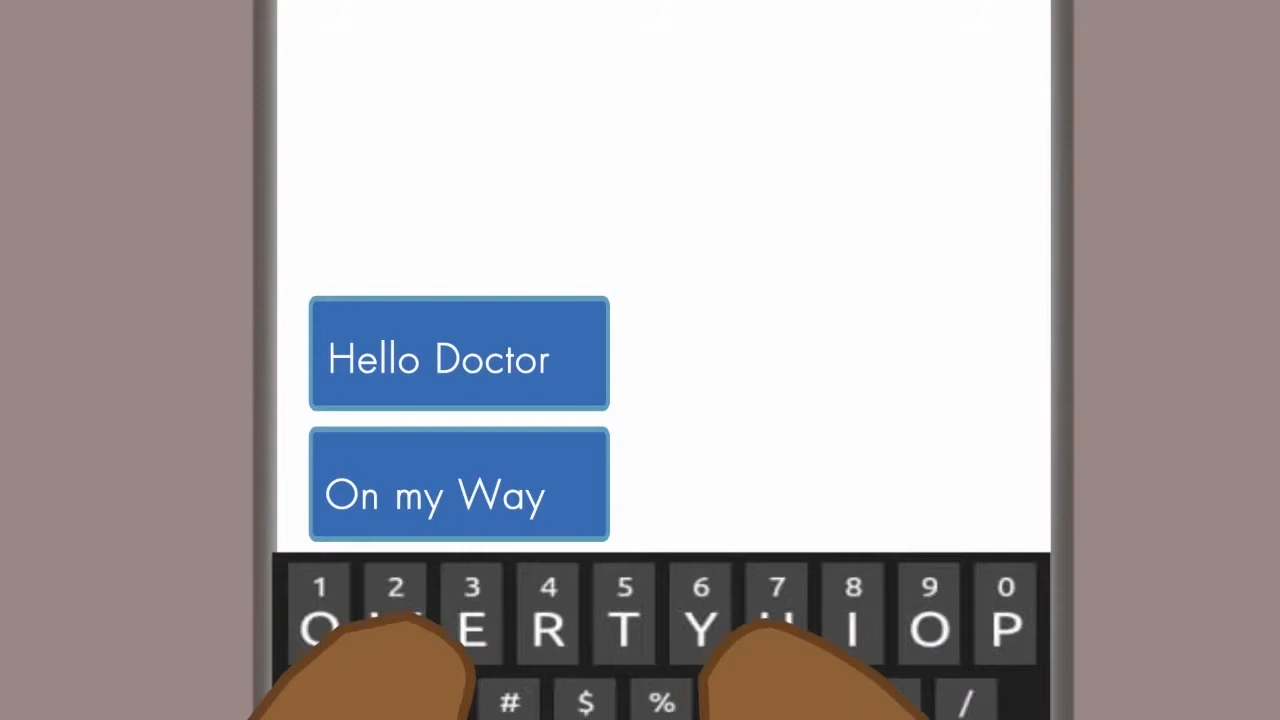 Hello Doctor
On my Way
1 2 3 4 5 6 7 8 9 0
Q E R T Y U I O P
# $ % /